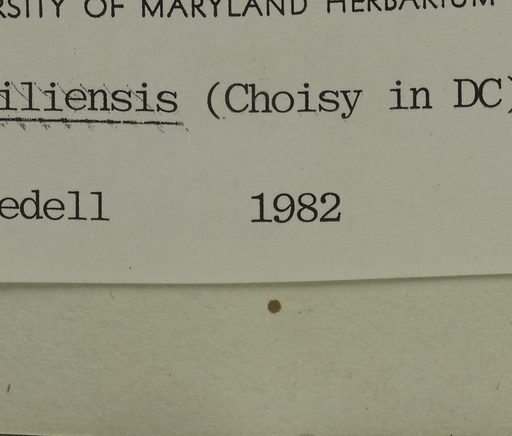 RSITY OF MARYLAND HERBARIUM
iliensis (Choisy in DC)
edell 1982